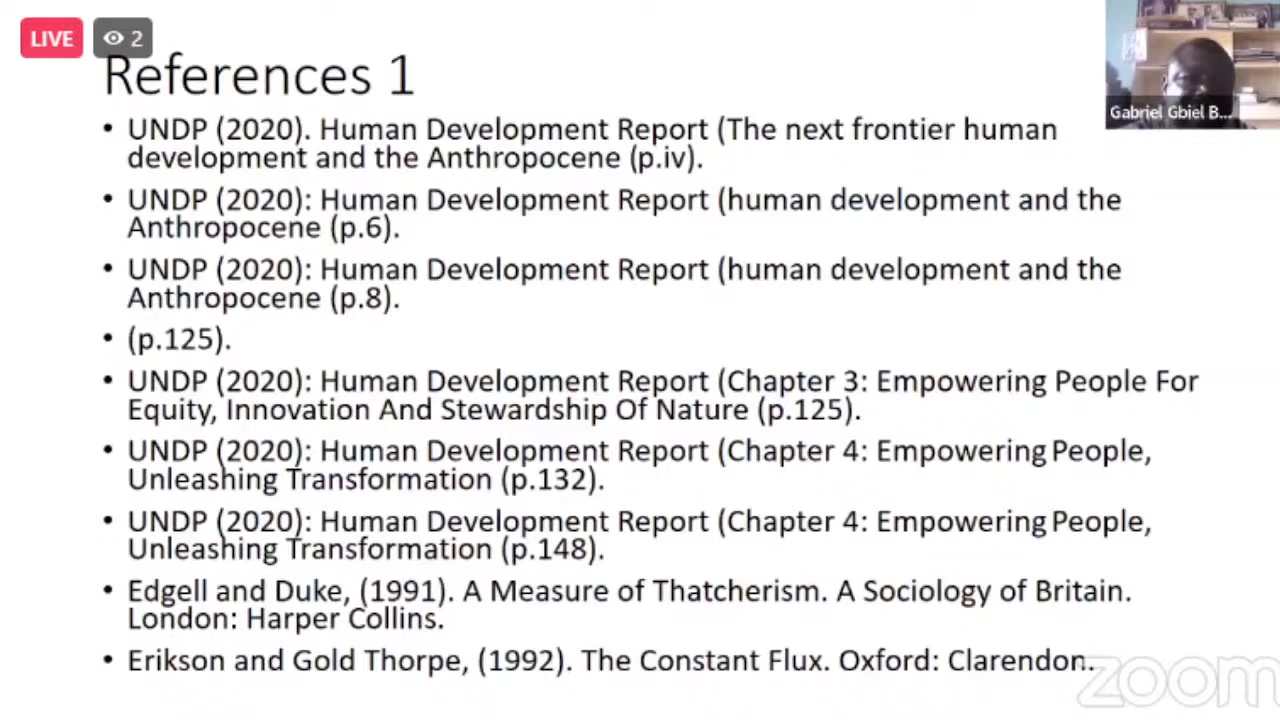 LIVE
2
References 1
Gabriel Gbiel B...
• UNDP (2020). Human Development Report (The next frontier human
development and the Anthropocene (p.iv).
• UNDP (2020): Human Development Report (human development and the
Anthropocene (p.6).
• UNDP (2020): Human Development Report (human development and the
Anthropocene (p.8).
• (p.125).
• UNDP (2020): Human Development Report (Chapter 3: Empowering People For
Equity, Innovation And Stewardship Of Nature (p.125).
• UNDP (2020): Human Development Report (Chapter 4: Empowering People,
Unleashing Transformation (p.132).
• UNDP (2020): Human Development Report (Chapter 4: Empowering People,
Unleashing Transformation (p.148).
• Edgell and Duke, (1991). A Measure of Thatcherism. A Sociology of Britain.
London: Harper Collins.
• Erikson and Gold Thorpe, (1992). The Constant Flux. Oxford: Clarendon.
zoom